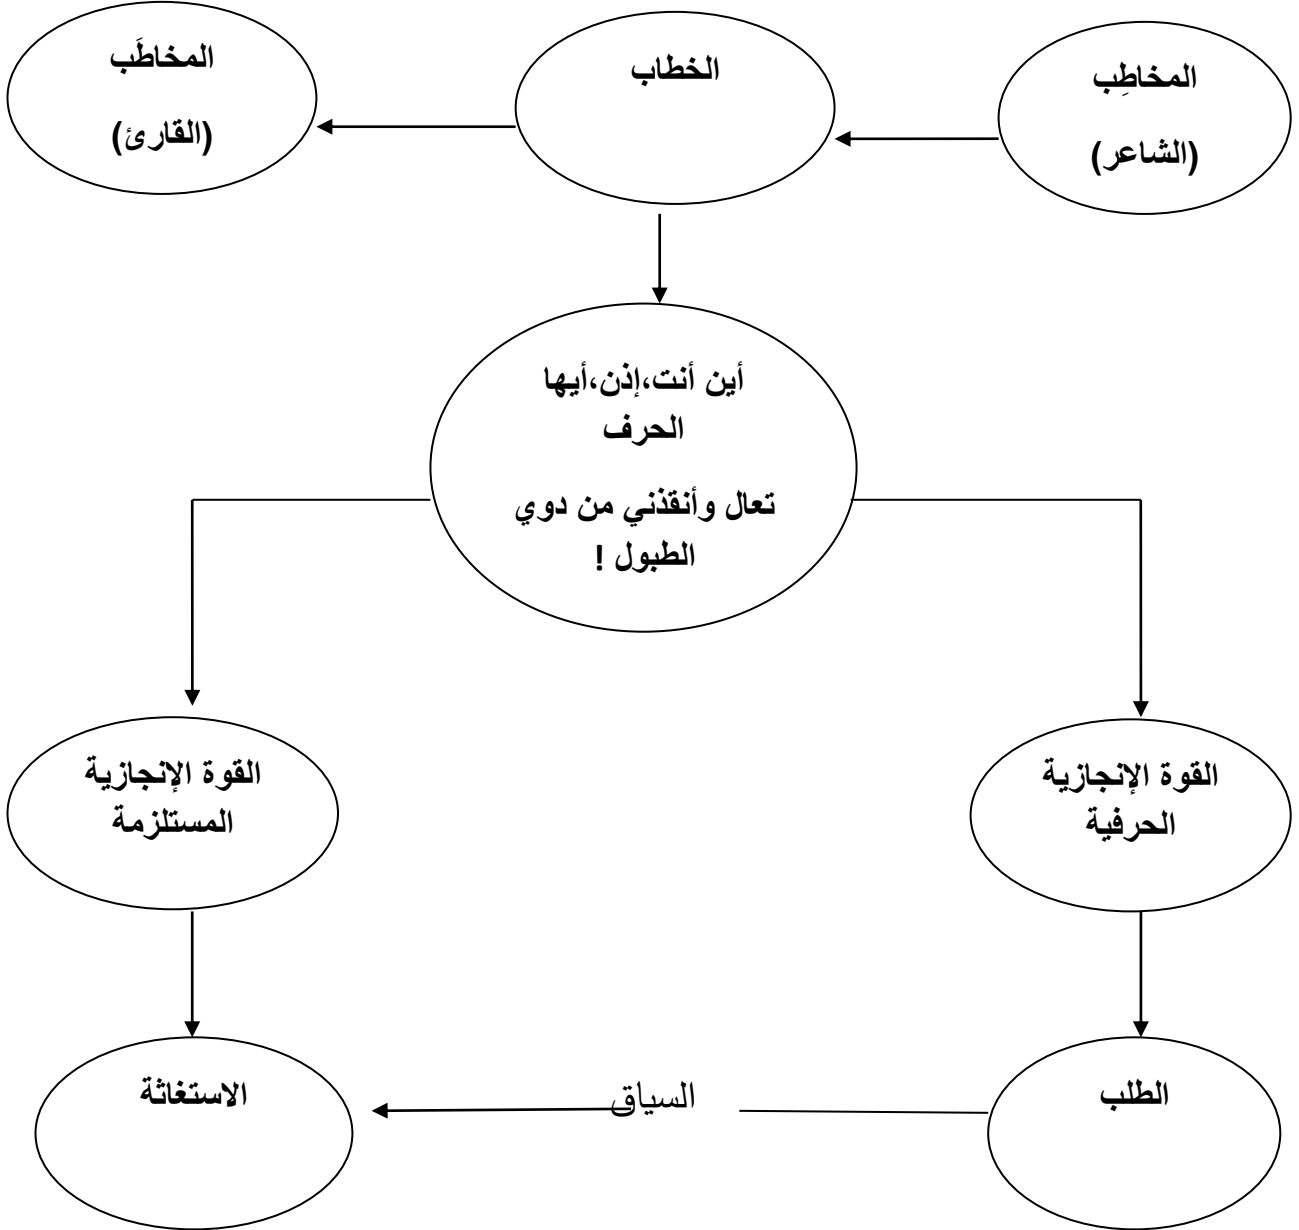 المخاطِب
(الشاعر)
الخطاب
المخاطَب
(القارئ)
أين أنت،إذن،أيها
الحرف
تعال وأنقذني من دوي
الطبول !
القوة الإنجازية
الحرفية
القوة الإنجازية
المستلزمة
الطلب
السياق
الاستغاثة